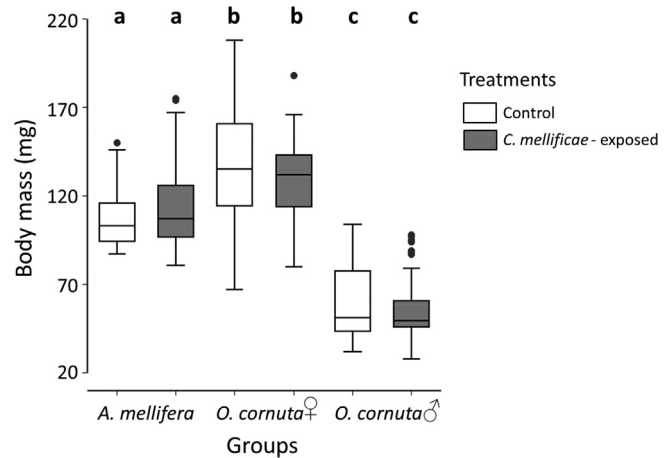 220
170
120
70
20
Body mass (mg)
a a b b c c
A. mellifera O. cornuta♀ O. cornuta♂
Groups
Treatments
Control
C. mellificae - exposed